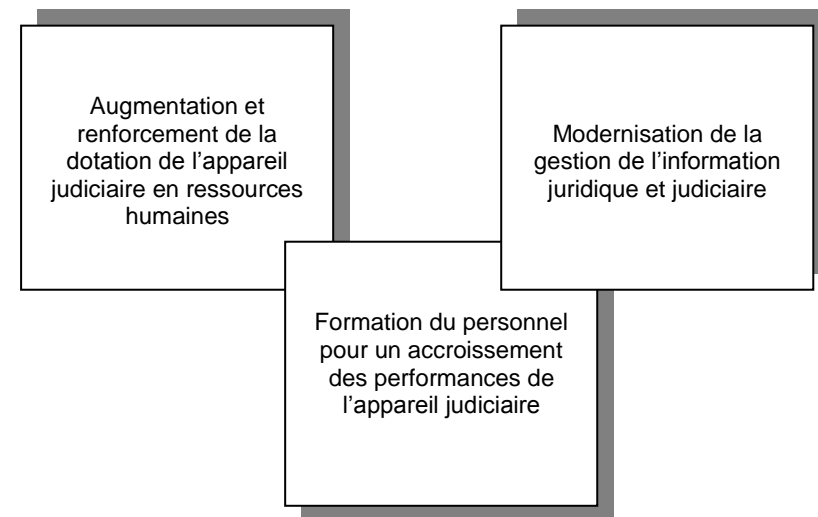 Augmentation et
renforcement de la
dotation de l’appareil
judiciaire en ressources
humaines
Modernisation de la
gestion de l’information
juridique et judiciaire
Formation du personnel
pour un accroissement
des performances de
l’appareil judiciaire